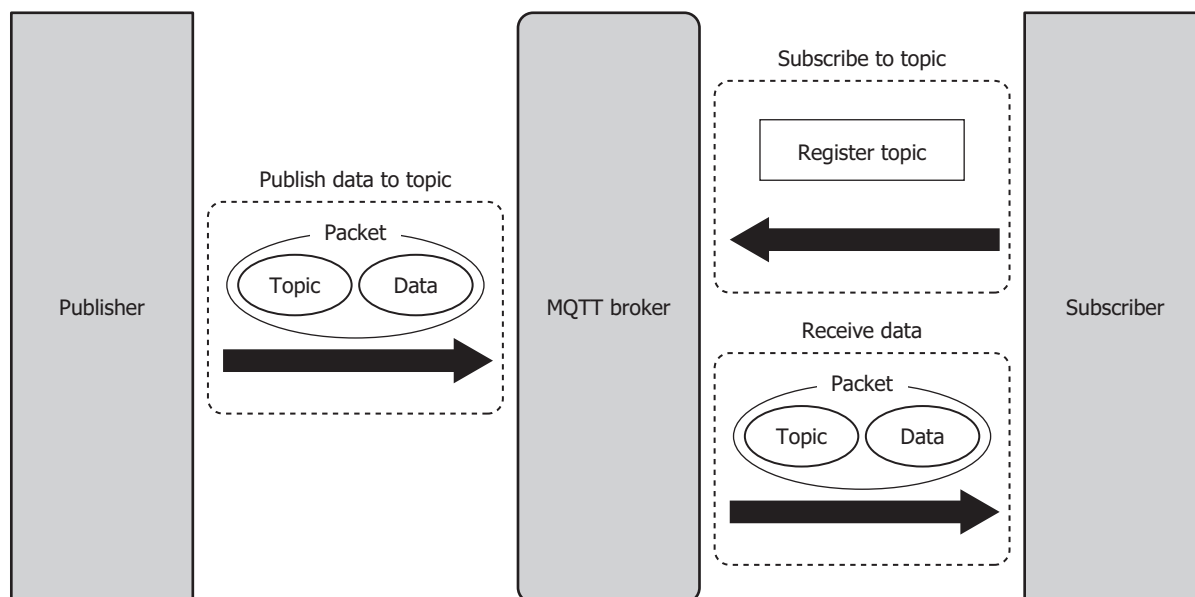 Publisher
Publish data to topic
Packet
Topic
Data
MQTT broker
Subscribe to topic
Register topic
Receive data
Packet
Topic
Data
Subscriber